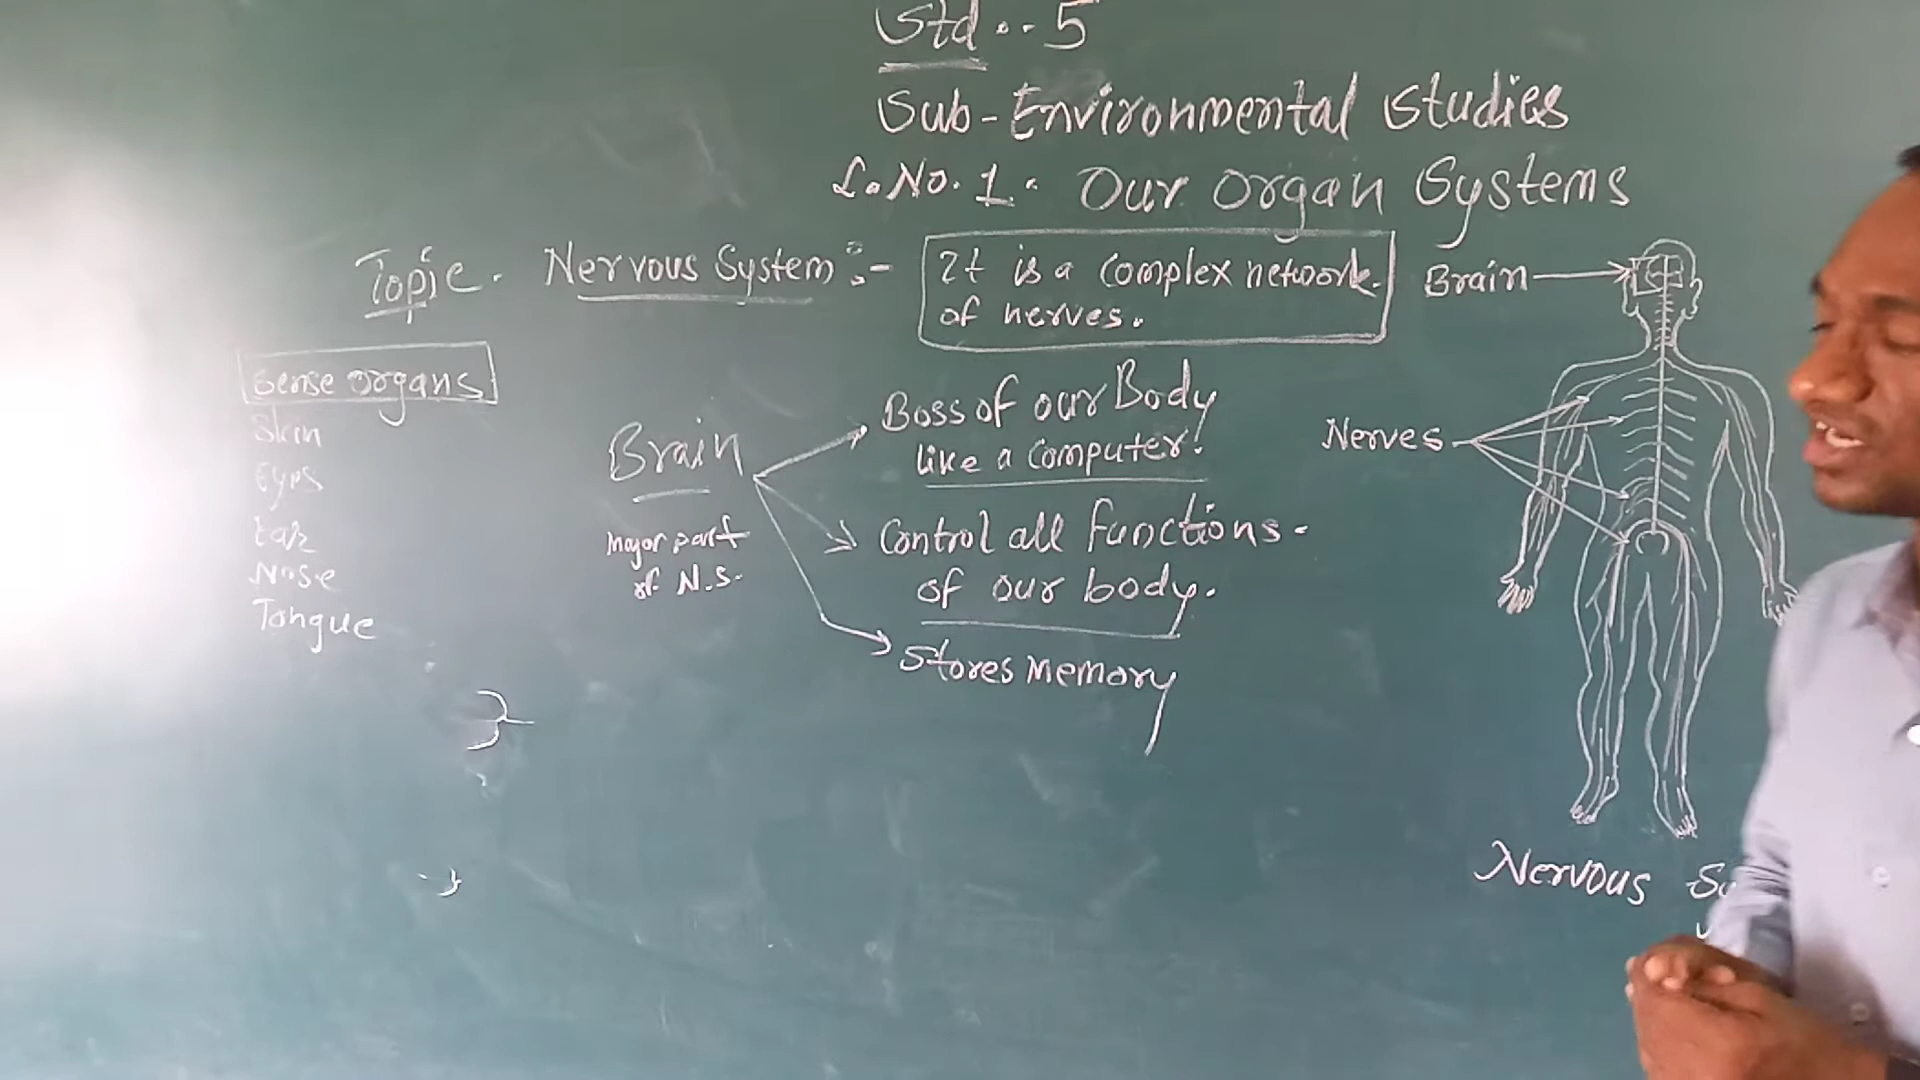 Std.. 5
Sub-Environmental Studies
L.No. 1. Our Organ Systems
Topic. Nervous System :- It is a complex network.
of nerves.
Sense organs
Skin
Eyes
Ear
Nose
Tongue
Brain
Major part
of N.S.
Boss of our Body
like a computer.
Control all functions.
of our body.
Stores Memory
Brain
Nerves
Nervous